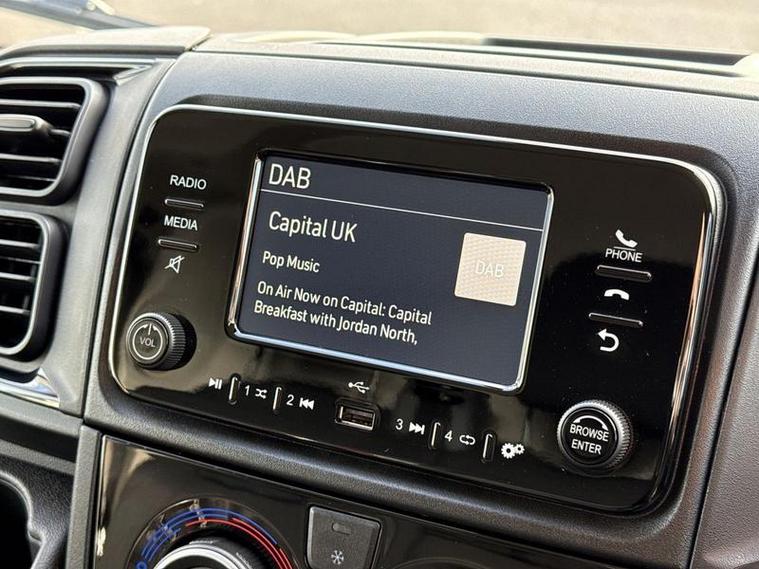 RADIO
MEDIA
VOL
DAB
Capital UK
Pop Music
DAB
On Air Now on Capital: Capital
Breakfast with Jordan North,
PHONE
1
2
3
4
BROWSE
ENTER